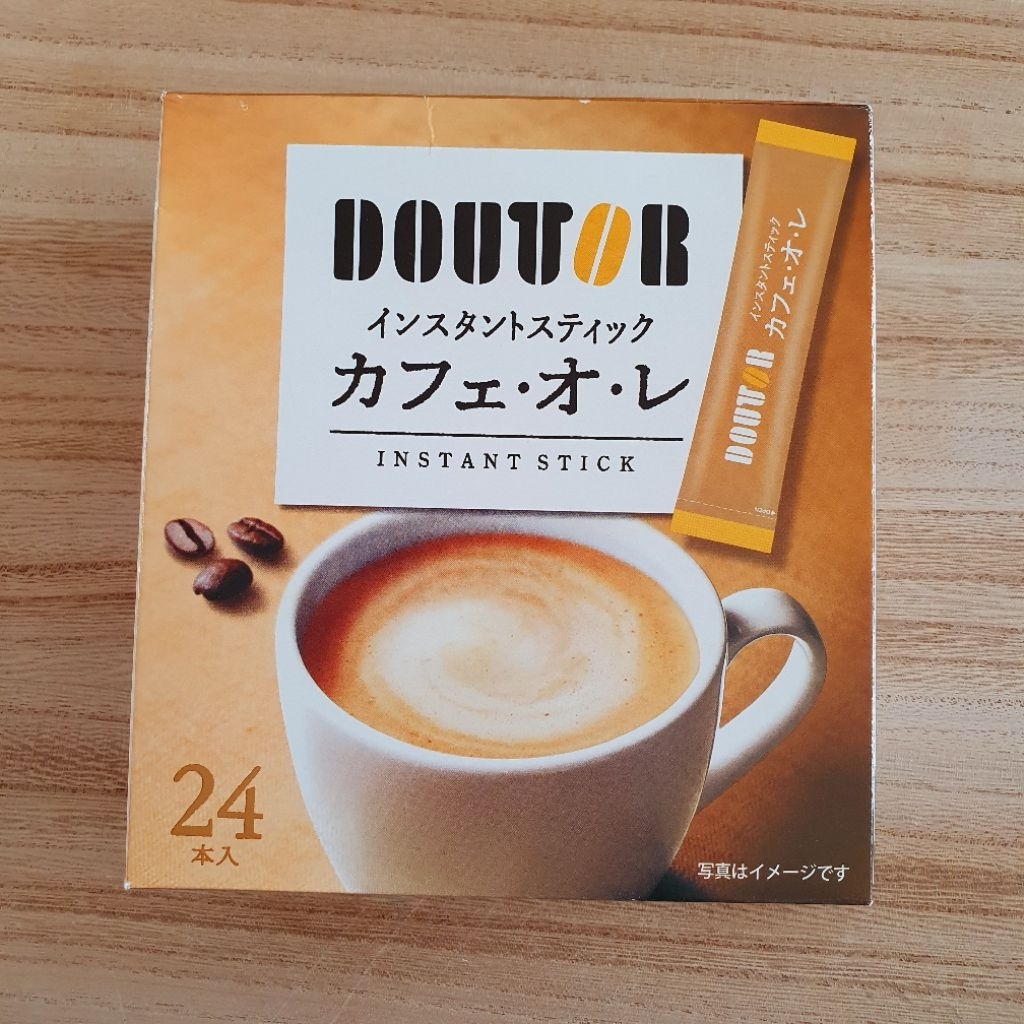 DOUTOR
インスタントスティック
カフェ・オ・レ
INSTANT STICK
DOUTOR
インスタントスティック
カフェ・オ・レ
24
本入
写真はイメージです